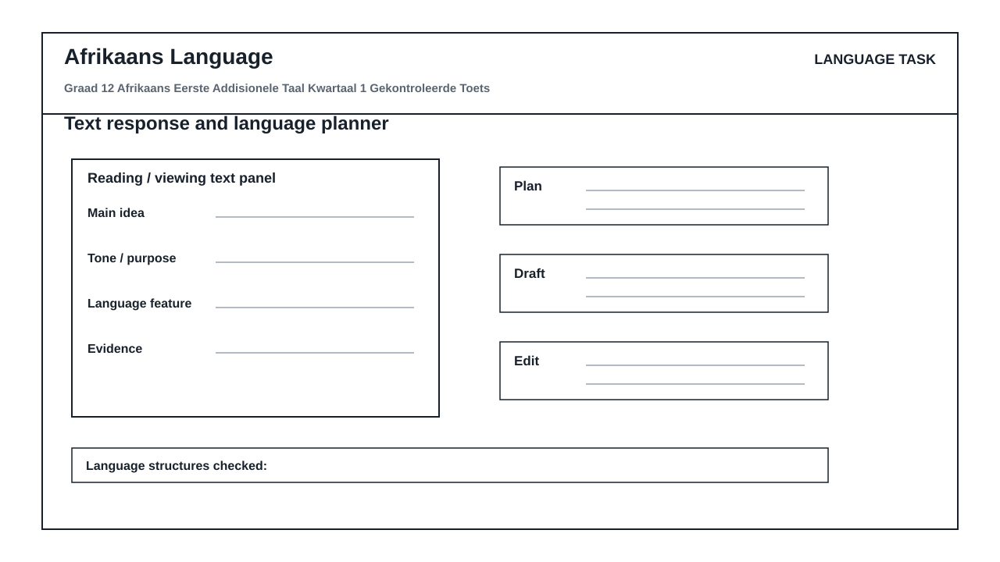 Afrikaans Language
LANGUAGE TASK
Graad 12 Afrikaans Eerste Addisionele Taal Kwartaal 1 Gekontroleerde Toets
Text response and language planner
Reading / viewing text panel
Main idea
Tone / purpose
Language feature
Evidence
Plan
Draft
Edit
Language structures checked: